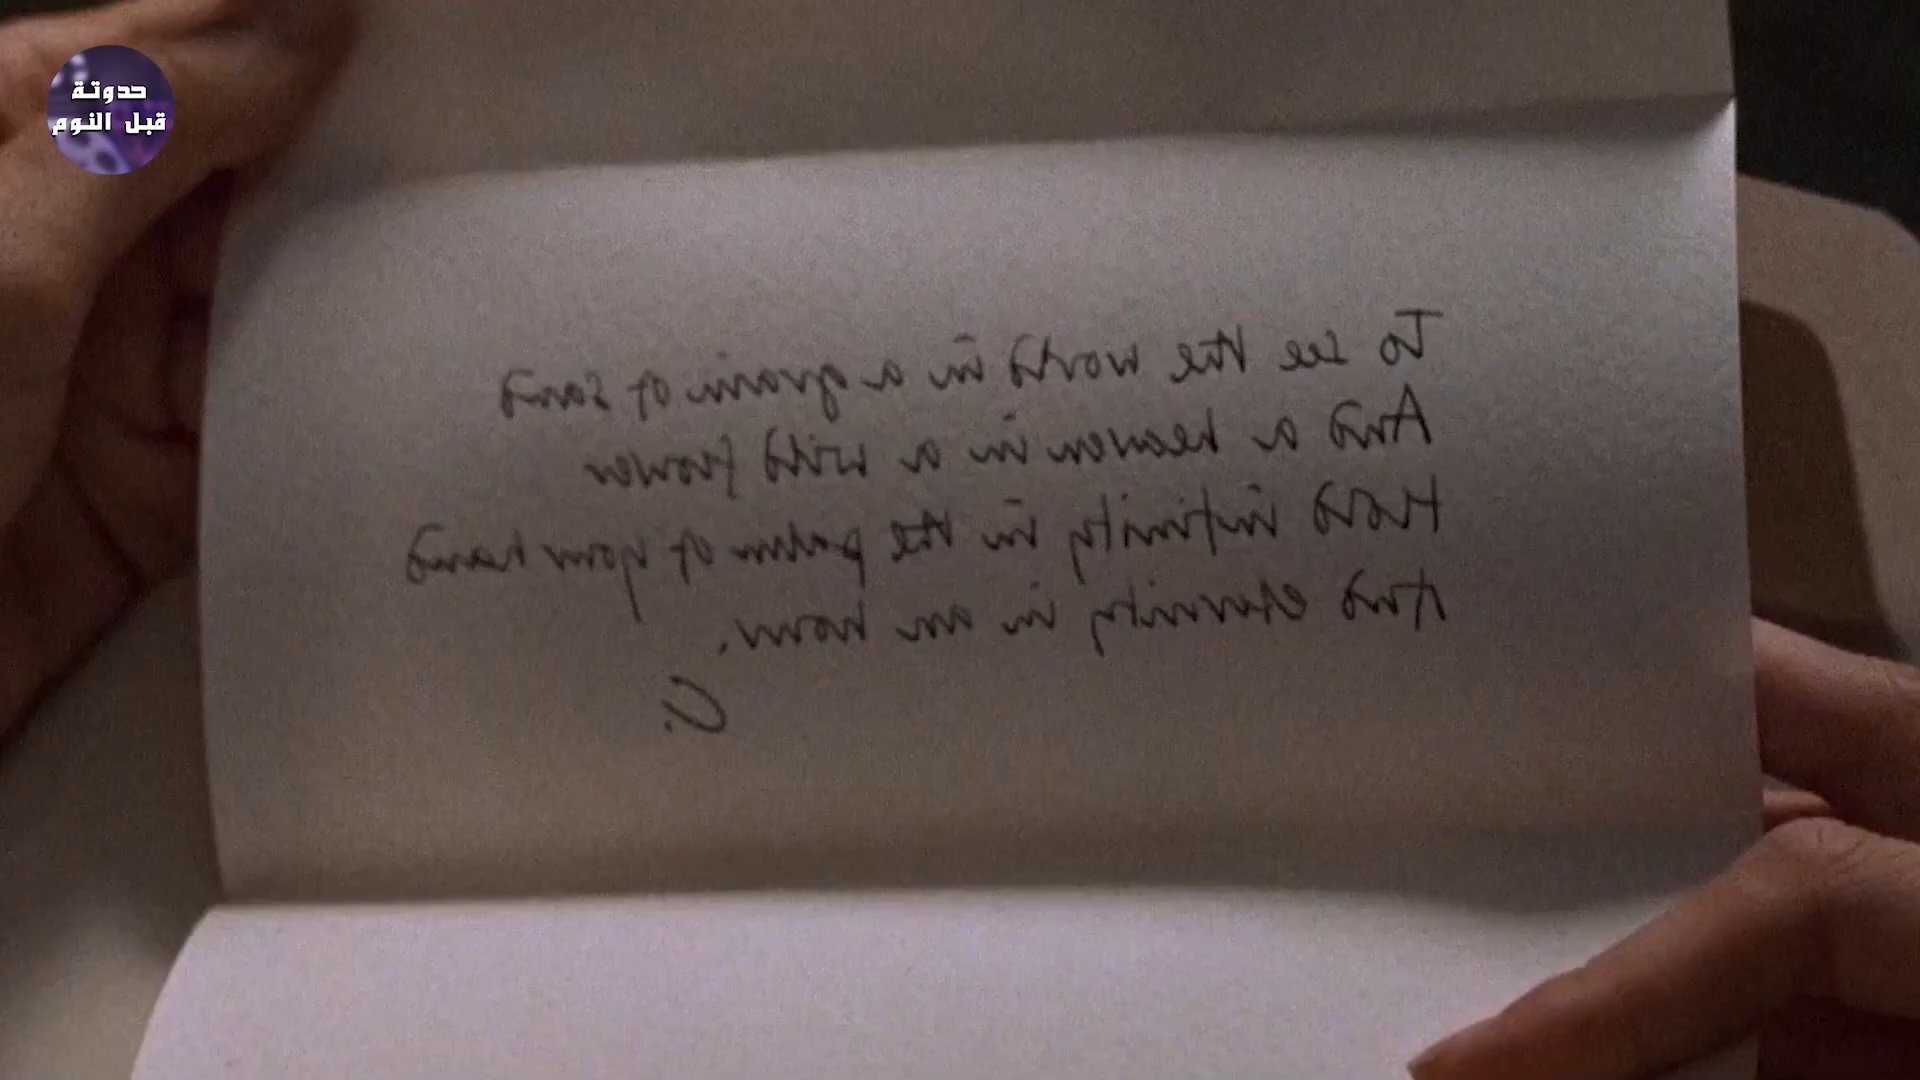 حدوتة
قبل النوم
To see the world in a grain of sand
And a heaven in a wild flower
Hold infinity in the palm of your hand
And eternity in an hour.
C.